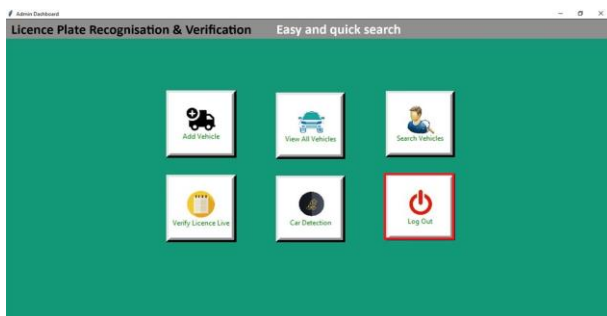 Admin Dashboard
Licence Plate Recognisation & Verification Easy and quick search
Add Vehicle View All Vehicles Search Vehicles
Verify Licence Live Car Detection Log Out